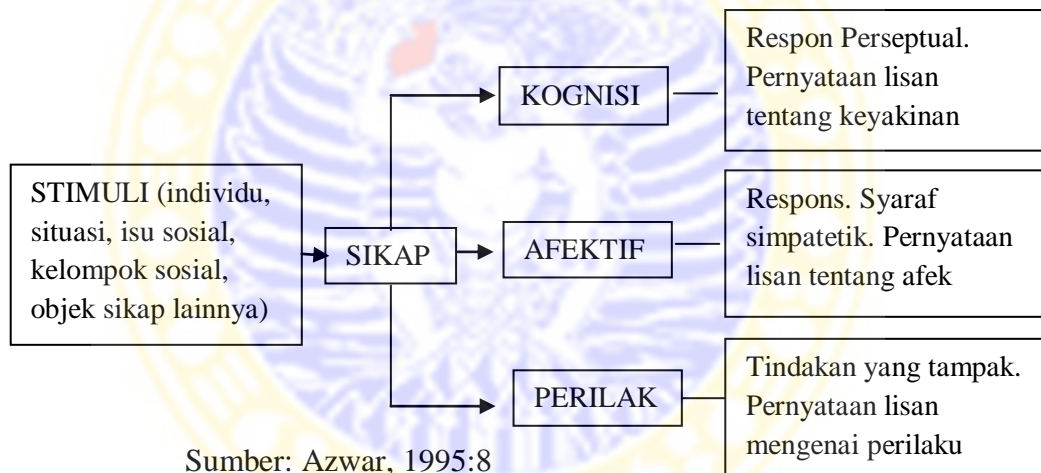 STIMULI (individu,
situasi, isu sosial,
kelompok sosial,
objek sikap lainnya)
SIKAP
KOGNISI
Respon Perseptual.
Pernyataan lisan
tentang keyakinan
AFEKTIF
Respons. Syaraf
simpatetik. Pernyataan
lisan tentang afek
PERILAK
Tindakan yang tampak.
Pernyataan lisan
mengenai perilaku
Sumber: Azwar, 1995:8